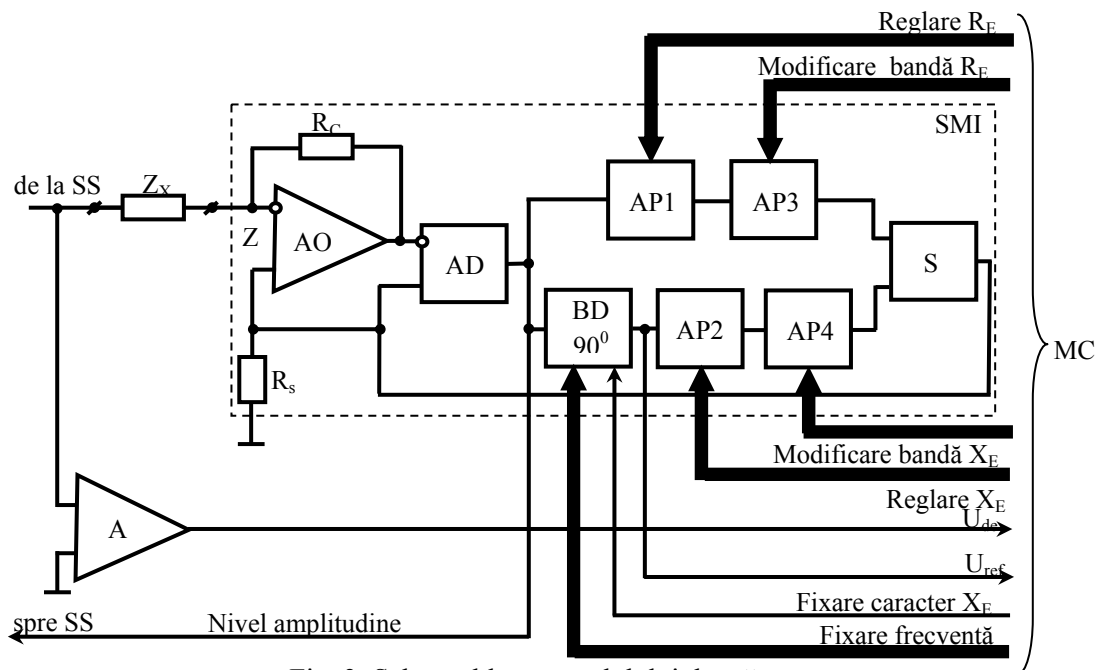 Reglare R_E
Modificare bandă R_E
SMI
R_C
de la SS
Z_X
AP1
AP3
Z
AO
AD
S
BD
90^0
AP2
AP4
MC
R_s
Modificare bandă X_E
Reglare X_E
A
U_de
U_ref
Fixare caracter X_E
spre SS
Nivel amplitudine
Fixare frecventă